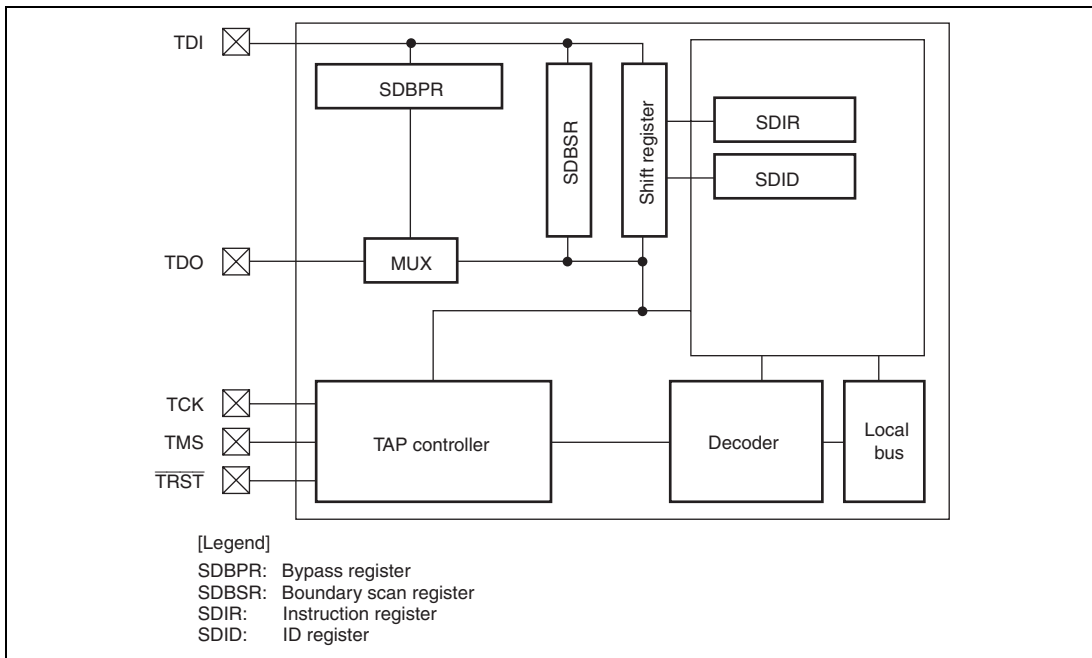 TDI
SDBPR
SDBSR
Shift register
SDIR
SDID
TDO
MUX
TCK
TMS
TRST
TAP controller
Decoder
Local
bus
[Legend]
SDBPR: Bypass register
SDBSR: Boundary scan register
SDIR: Instruction register
SDID: ID register